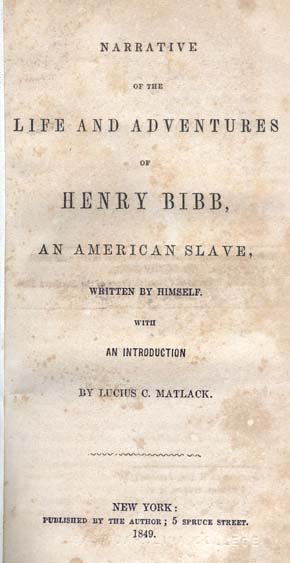 NARRATIVE
OF THE
LIFE AND ADVENTURES
OF
HENRY BIBB,
AN AMERICAN SLAVE,
WRITTEN BY HIMSELF.
WITH
AN INTRODUCTION
BY LUCIUS C. MATLACK.
NEW YORK:
PUBLISHED BY THE AUTHOR; 5 SPRUCE STREET.
1849.